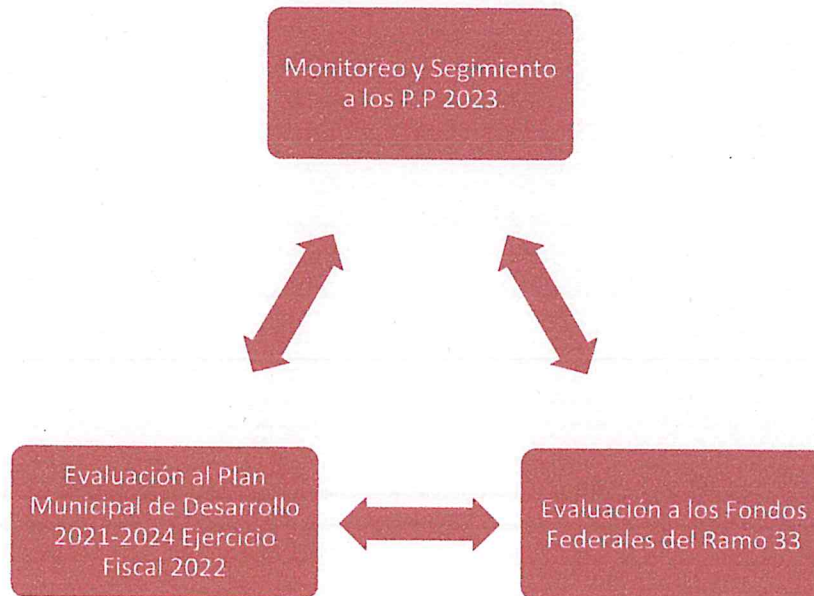 Monitoreo y Segimiento
a los P.P 2023.
Evaluación al Plan
Municipal de Desarrollo
2021-2024 Ejercicio
Fiscal 2022
Evaluación a los Fondos
Federales del Ramo 33